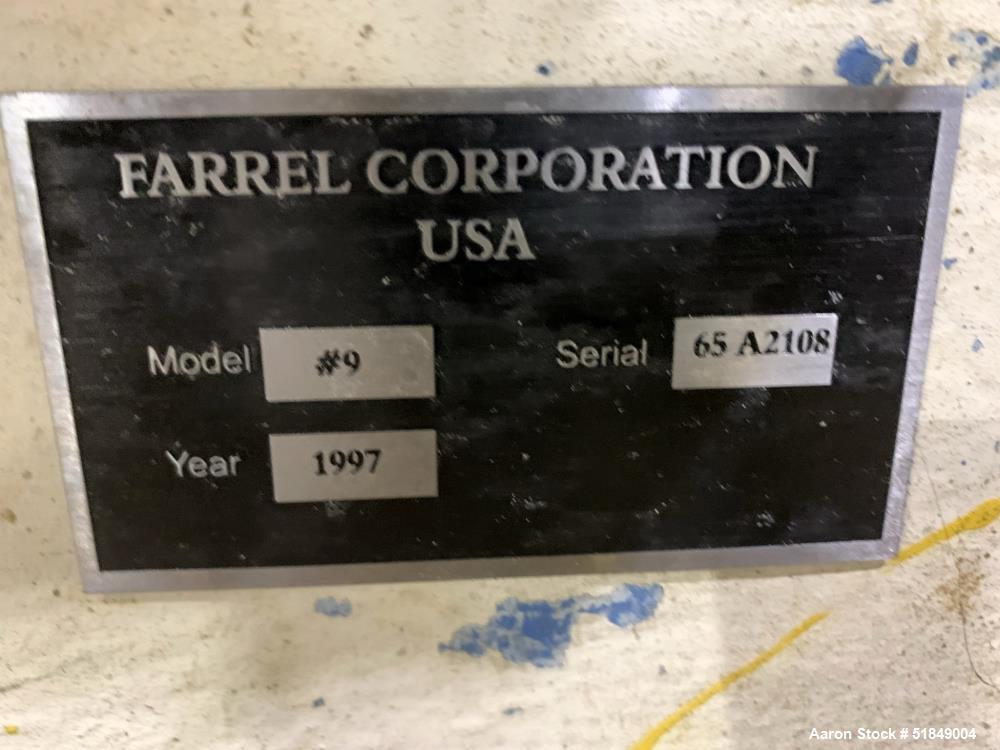 FARREL CORPORATION
USA
Model #9 Serial 65 A2108
Year 1997
Aaron Stock # 51849004